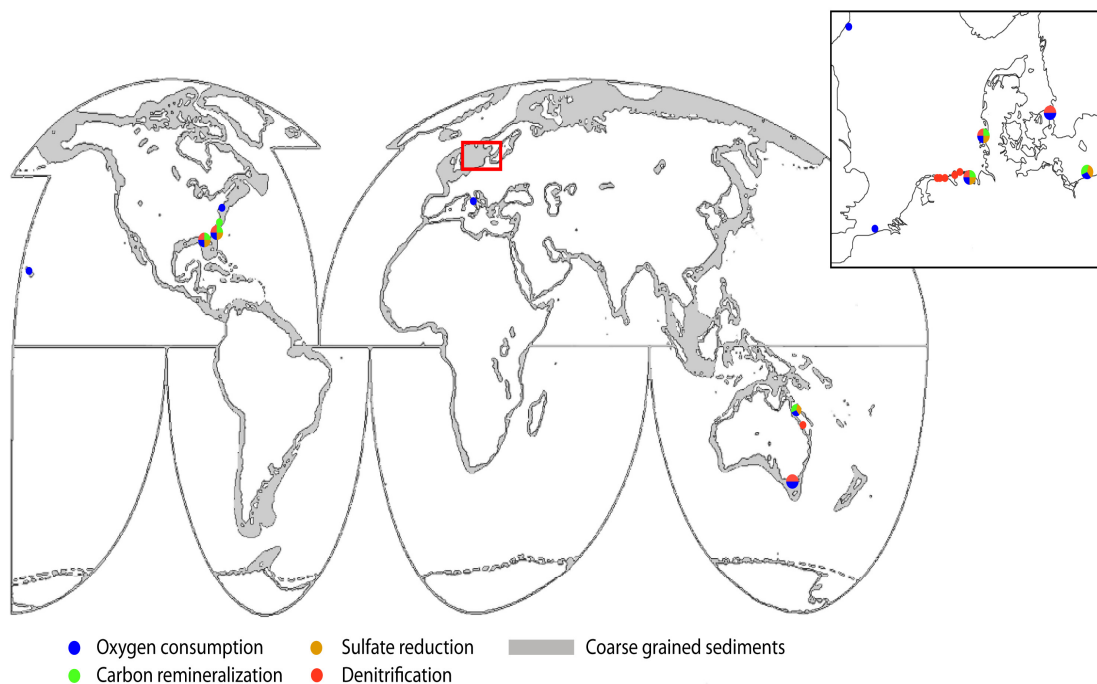 Oxygen consumption
Sulfate reduction
Coarse grained sediments
Carbon remineralization
Denitrification